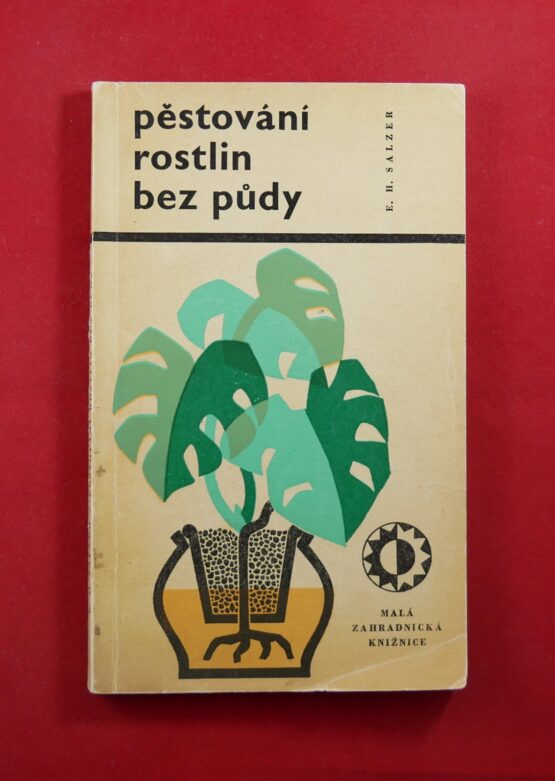 pěstování
rostlin
bez půdy
E. H. SALZER
MALÁ
ZAHRADNICKÁ
KNIŽNICE